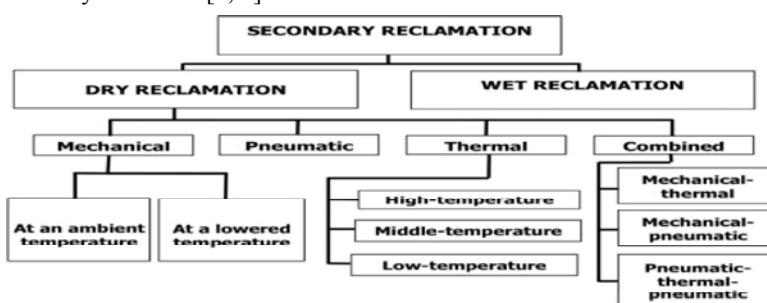 SECONDARY RECLAMATION
DRY RECLAMATION
WET RECLAMATION
Mechanical
Pneumatic
Thermal
Combined
At an ambient
temperature
At a lowered
temperature
High-temperature
Middle-temperature
Low-temperature
Mechanical-
thermal
Mechanical-
pneumatic
Pneumatic-
thermal-
pneumatic